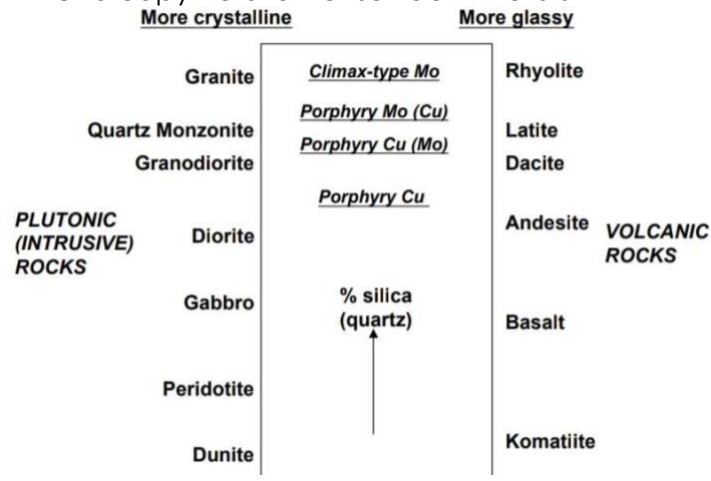 More crystalline
More glassy
Granite
Climax-type Mo
Rhyolite
Porphyry Mo (Cu)
Quartz Monzonite
Latite
Porphyry Cu (Mo)
Granodiorite
Dacite
Porphyry Cu
PLUTONIC
(INTRUSIVE)
ROCKS
Diorite
Andesite
VOLCANIC
ROCKS
Gabbro
% silica
(quartz)
Basalt
Peridotite
Dunite
Komatiite